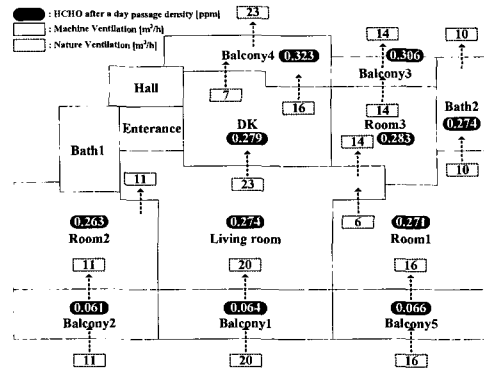 : HCHO after a day passage density [ppm]
: Machine Ventilation [m³/h]
: Nature Ventilation [m³/h]
23
14
10
Balcony4 0.323
0.306
Balcony3
Hall
7
16
14
Bath2
0.274
Enterance
DK
0.279
Room3
0.283
14
Bath1
11
23
10
6
0.263
Room2
0.274
Living room
0.271
Room1
11
20
16
0.061
Balcony2
0.064
Balcony1
0.066
Balcony5
11
20
16